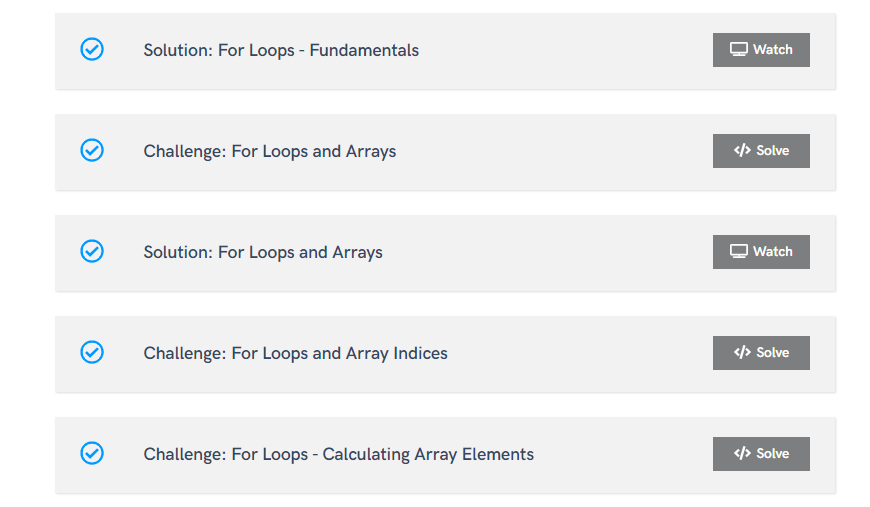 Solution: For Loops - Fundamentals
Watch
Challenge: For Loops and Arrays
Solve
Solution: For Loops and Arrays
Watch
Challenge: For Loops and Array Indices
Solve
Challenge: For Loops - Calculating Array Elements
Solve